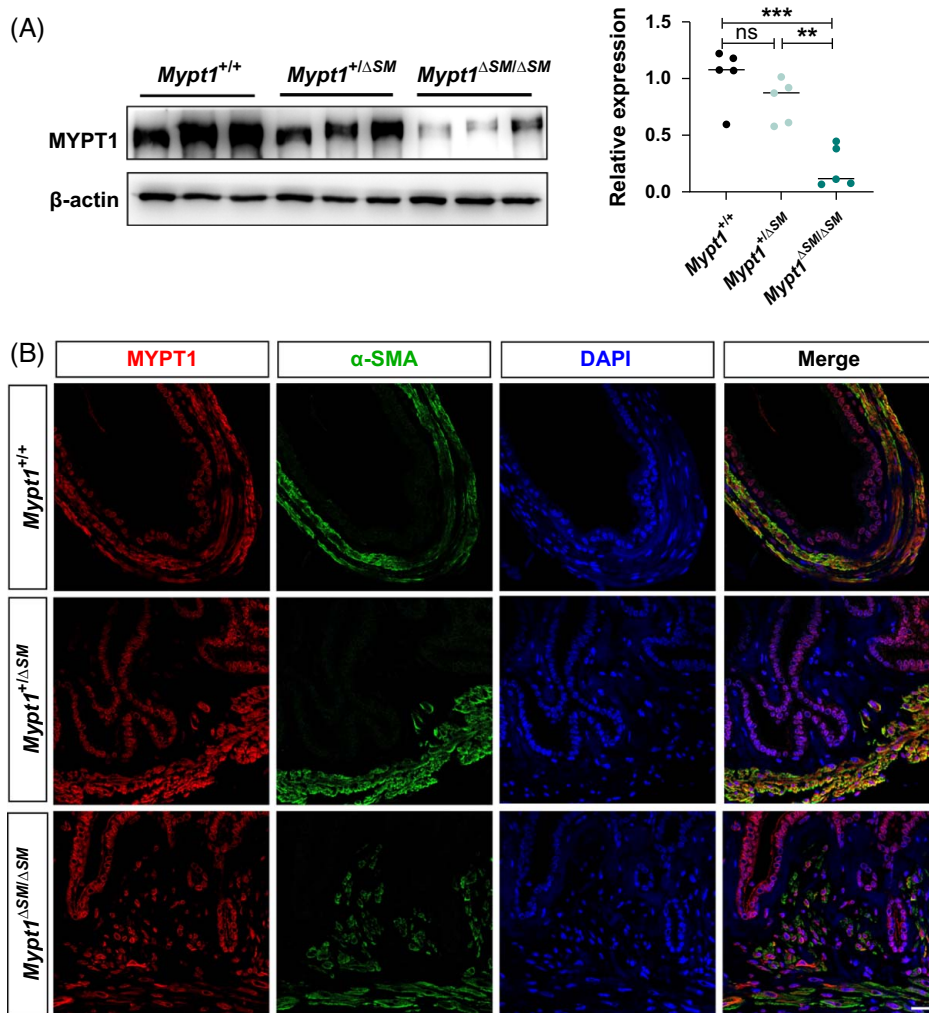 (A)
Mypt1+/+ Mypt1+/ΔSM MyptΔSM/ΔSM
MYPT1
β-actin
Relative expression
1.5
1.0
0.5
0.0
***
ns **
Mypt1+/+
Mypt1+/ΔSM
Mypt1ΔSM/ΔSM
(B)
MYPT1 α-SMA DAPI Merge
Mypt1+/+
Mypt1+/ΔSM
Mypt1ΔSM/ΔSM